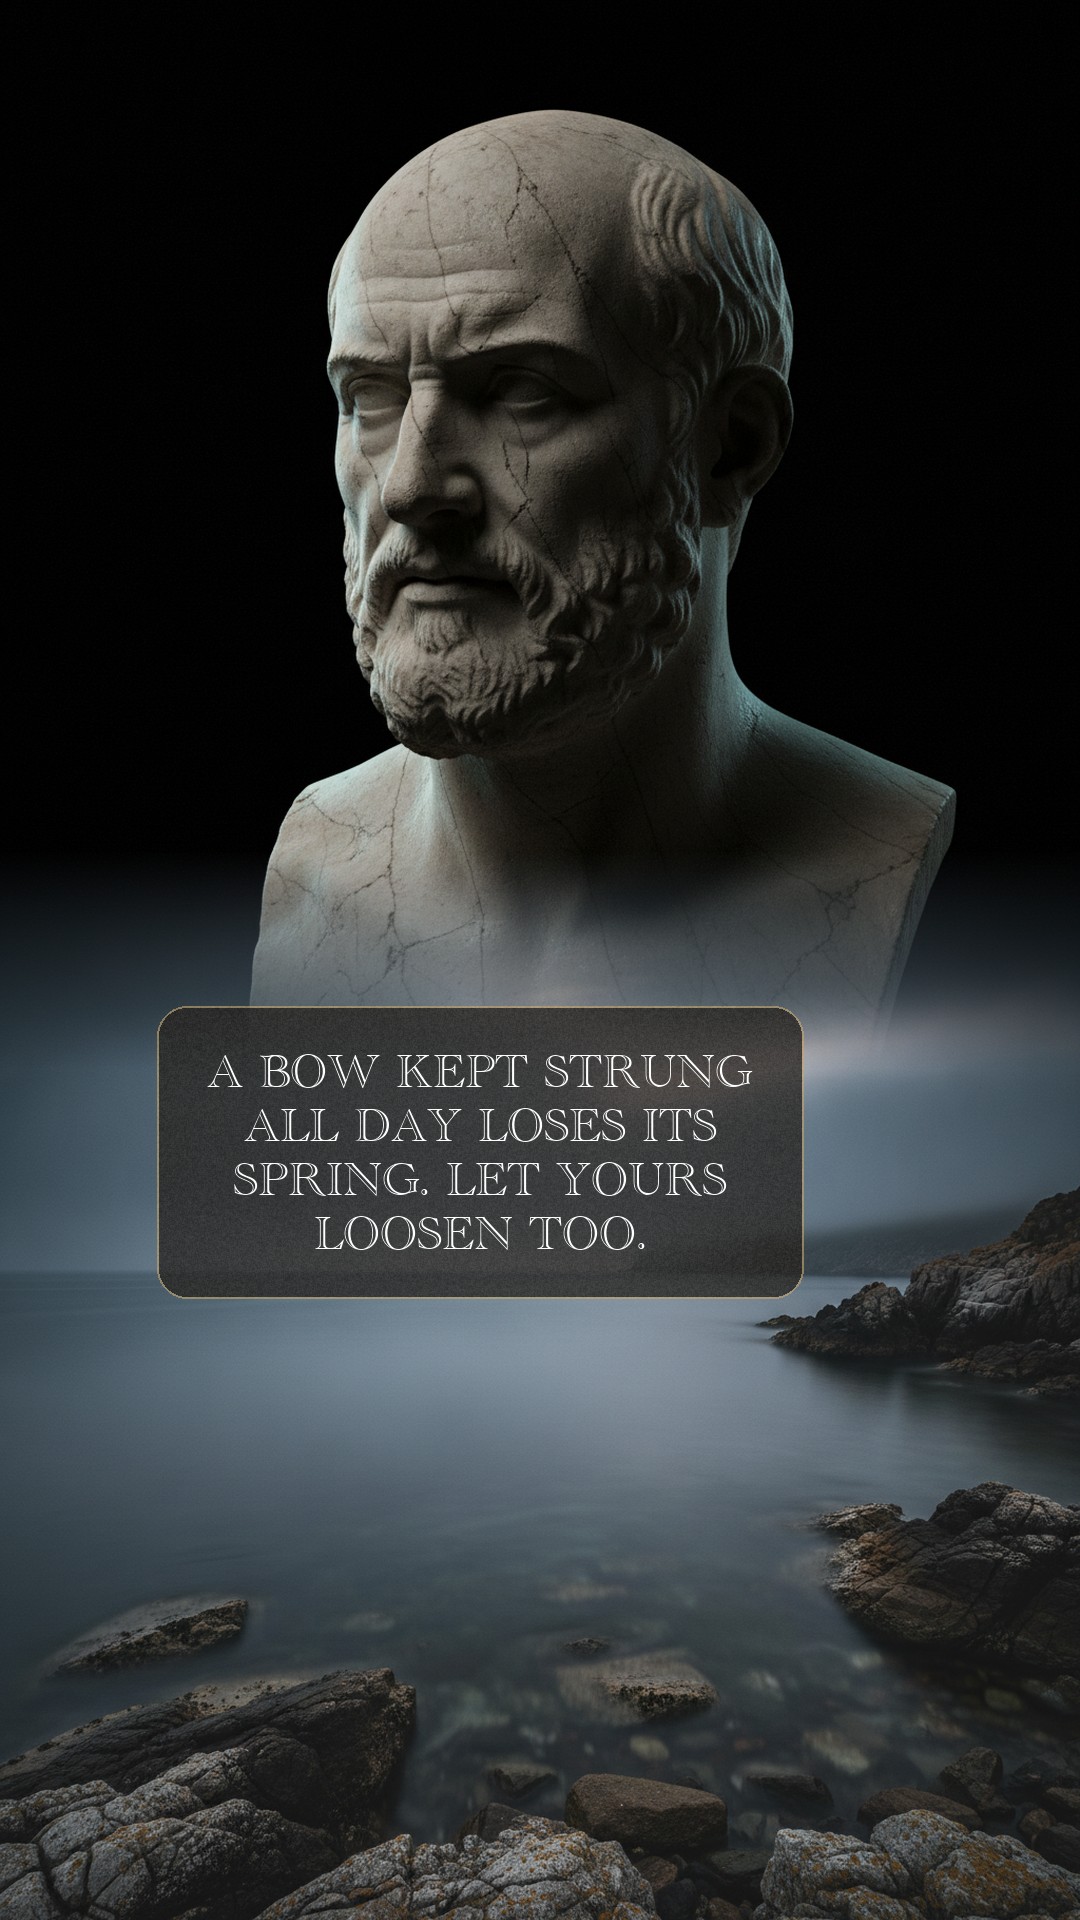 A BOW KEPT STRUNG
ALL DAY LOSES ITS
SPRING. LET YOURS
LOOSEN TOO.